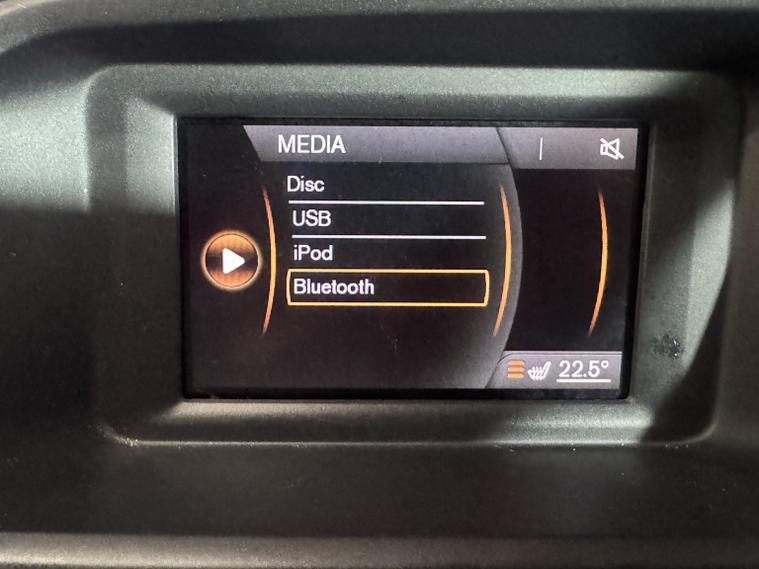 MEDIA
Disc
USB
iPod
Bluetooth
22.5°